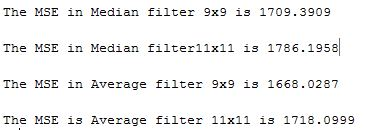 The MSE in Median filter 9x9 is 1709.3909
The MSE in Median filter11x11 is 1786.1958
The MSE in Average filter 9x9 is 1668.0287
The MSE is Average filter 11x11 is 1718.0999